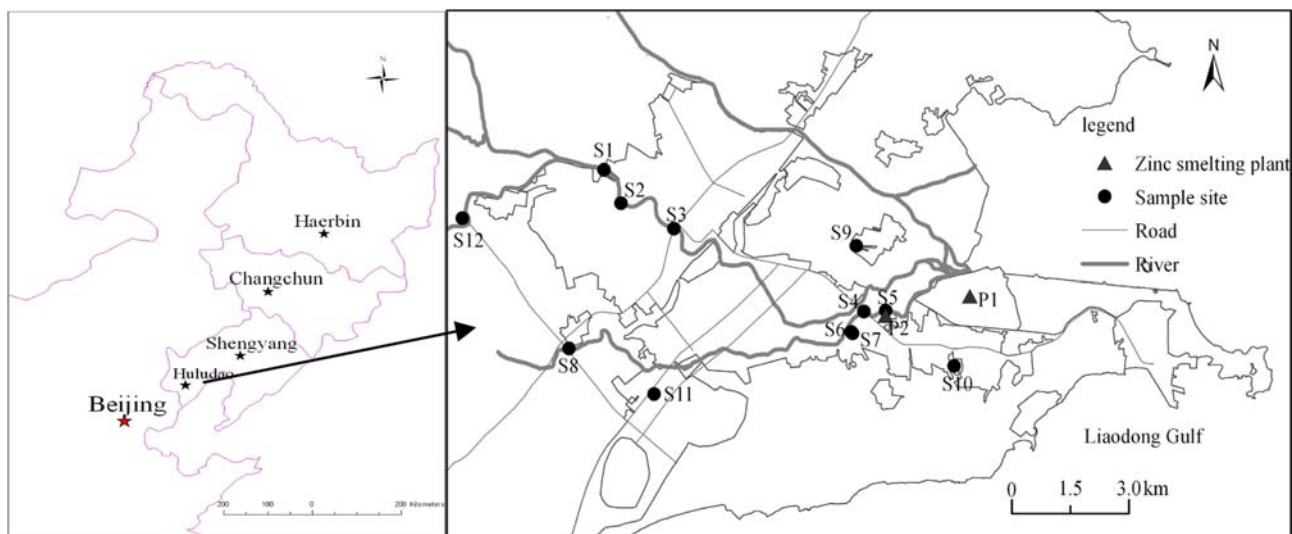 N
Haerbin
Changchun
Shengyang
Huludao
Beijing
200 100 0 200 Kilometers
N
legend
Zinc smelting plant
Sample site
Road
River
S1
S2
S3
S12
S9
S4
S5
P1
P2
S6
S7
S8
S10
S11
Liaodong Gulf
0 1.5 3.0 km